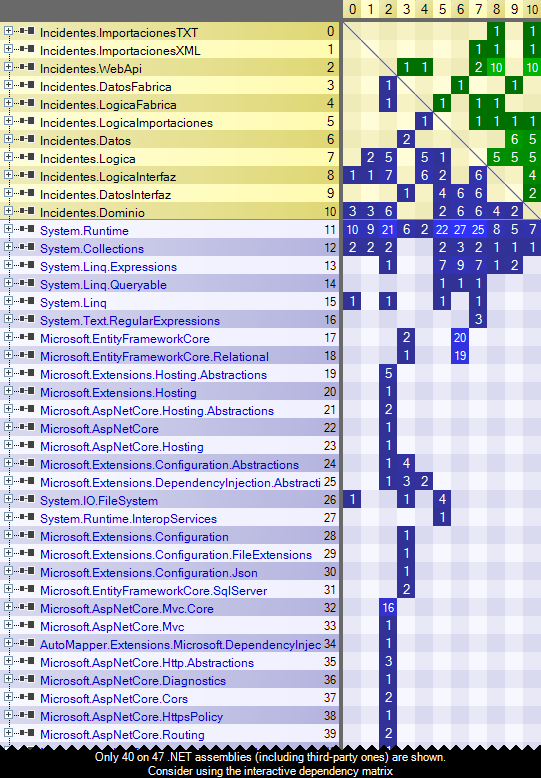 0 1 2 3 4 5 6 7 8 9 10
Incidentes.ImportacionesTXT 0 1 1
Incidentes.ImportacionesXML 1 1 1
Incidentes.WebApi 2 1 1 2 10 10
Incidentes.DatosFabrica 3 1 1 1
Incidentes.LogicaFabrica 4 1 1 1 1
Incidentes.LogicaImportaciones 5 1 1 1 1 1
Incidentes.Datos 6 2 6 5
Incidentes.Logica 7 2 5 5 1 5 5 5
Incidentes.LogicaInterfaz 8 1 1 7 6 2 6 4
Incidentes.DatosInterfaz 9 1 4 6 6 2
Incidentes.Dominio 10 3 3 6 2 6 6 4 2
System.Runtime 11 10 9 21 6 2 22 27 25 8 5 7
System.Collections 12 2 2 2 2 3 2 1 1 1
System.Linq.Expressions 13 1 7 9 7 1 2
System.Linq.Queryable 14 1 1 1
System.Linq 15 1 1 1 1
System.Text.RegularExpressions 16 3
Microsoft.EntityFrameworkCore 17 2 20
Microsoft.EntityFrameworkCore.Relational 18 1 19
Microsoft.Extensions.Hosting.Abstractions 19 5
Microsoft.Extensions.Hosting 20 1
Microsoft.AspNetCore.Hosting.Abstractions 21 2
Microsoft.AspNetCore 22 1
Microsoft.AspNetCore.Hosting 23 1
Microsoft.Extensions.Configuration.Abstractions 24 1 4
Microsoft.Extensions.DependencyInjection.Abstracti 25 1 3 2
System.IO.FileSystem 26 1 1 4
System.Runtime.InteropServices 27 1
Microsoft.Extensions.Configuration 28 1
Microsoft.Extensions.Configuration.FileExtensions 29 1
Microsoft.Extensions.Configuration.Json 30 1
Microsoft.EntityFrameworkCore.SqlServer 31 2
Microsoft.AspNetCore.Mvc.Core 32 16
Microsoft.AspNetCore.Mvc 33 1
AutoMapper.Extensions.Microsoft.DependencyInjec 34 1
Microsoft.AspNetCore.Http.Abstractions 35 3
Microsoft.AspNetCore.Diagnostics 36 1
Microsoft.AspNetCore.Cors 37 2
Microsoft.AspNetCore.HttpsPolicy 38 1
Microsoft.AspNetCore.Routing 39 2
Only 40 on 47 .NET assemblies (including third-party ones) are shown.
Consider using the interactive dependency matrix